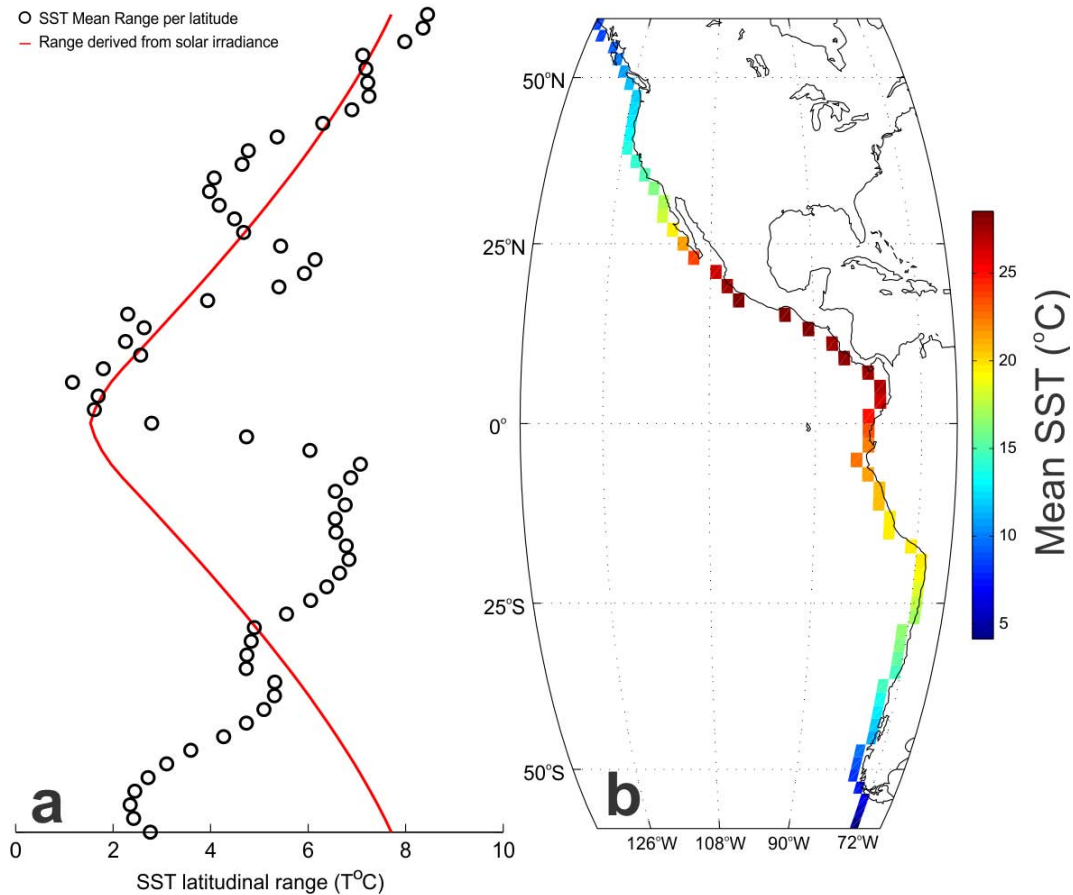 SST Mean Range per latitude
Range derived from solar irradiance
a
0 2 4 6 8 10
SST latitudinal range (T°C)
50°N
25°N
0°
25°S
50°S
b
126°W 108°W 90°W 72°W
25
20
15
10
5
Mean SST (°C)